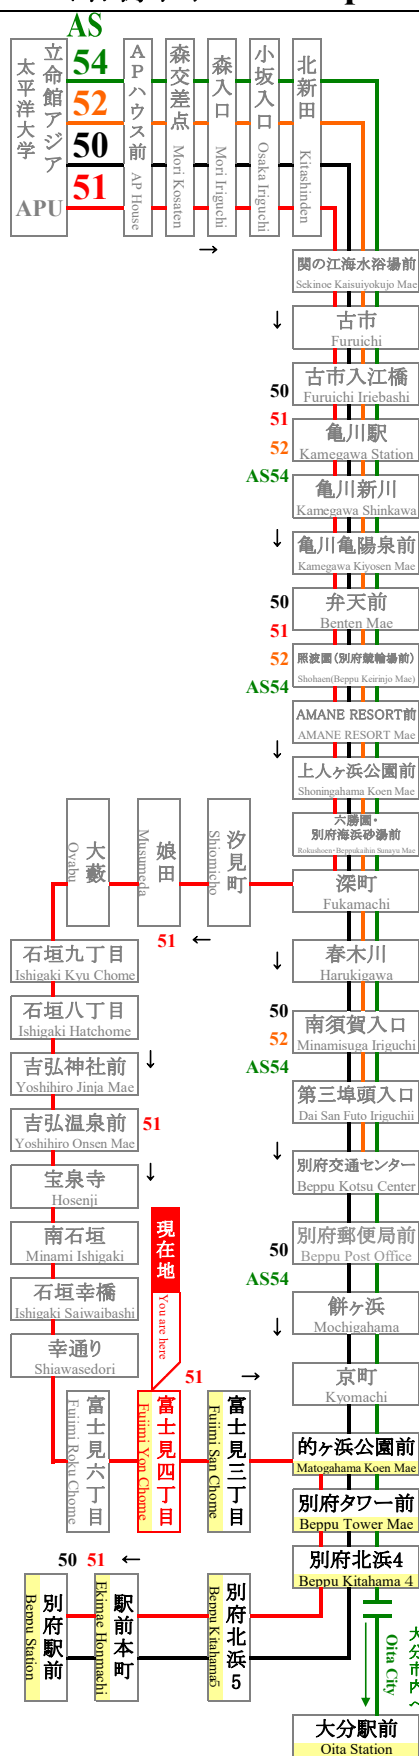 AS
54
52
50
51
立命館アジア
太平洋大学
APU
APハウス前
AP House
森交差点
Mori Kosaten
森入口
Mori Iriguchi
小坂入口
Osaka Iriguchi
北新田
Kitashinden
→
関の江海水浴場前
Sekinoe Kaisuiyokujo Mae
↓
古市
Furuichi
古市入江橋
Furuichi Iriebashi
50
51
52
AS54
亀川駅
Kamegawa Station
亀川新川
Kamegawa Shinkawa
↓
亀川亀陽泉前
Kamegawa Kiyosen Mae
弁天前
Benten Mae
50
51
52
AS54
照波園(別府競輪場前)
Shohaen(Beppu Keirinjo Mae)
AMANE RESORT前
AMANE RESORT Mae
↓
上人ヶ浜公園前
Shoningahama Koen Mae
六勝園・
別府海浜砂湯前
Rokushoen・Beppukaihin Sunayu Mae
深町
Fukamachi
汐見町
Shiomicho
娘田
Musumeda
大藪
Oyabu
51 ←
石垣九丁目
Ishigaki Kyu Chome
石垣八丁目
Ishigaki Hatchome
吉弘神社前
Yoshihiro Jinja Mae
↓
吉弘温泉前
Yoshihiro Onsen Mae
51
宝泉寺
Hosenji
↓
南石垣
Minami Ishigaki
石垣幸橋
Ishigaki Saiwaibashi
幸通り
Shiawasedori
春木川
Harukigawa
↓
南須賀入口
Minamisuga Iriguchi
50
52
AS54
第三埠頭入口
Dai San Futo Iriguchii
別府交通センター
Beppu Kotsu Center
↓
別府郵便局前
Beppu Post Office
50
AS54
餅ヶ浜
Mochigahama
↓
京町
Kyomachi
現在地
You are here
51 →
富士見六丁目
Fujimi Roku Chome
富士見四丁目
Fujimi Yon Chome
富士見三丁目
Fujimi San Chome
的ヶ浜公園前
Matogahama Koen Mae
別府タワー前
Beppu Tower Mae
別府北浜4
Beppu Kitahama 4
50 51 ←
別府北浜5
Beppu Kitahama5
駅前本町
Ekimae Honmachi
別府駅前
Beppu Station
大分市内へ
Oita City
大分駅前
Oita Station